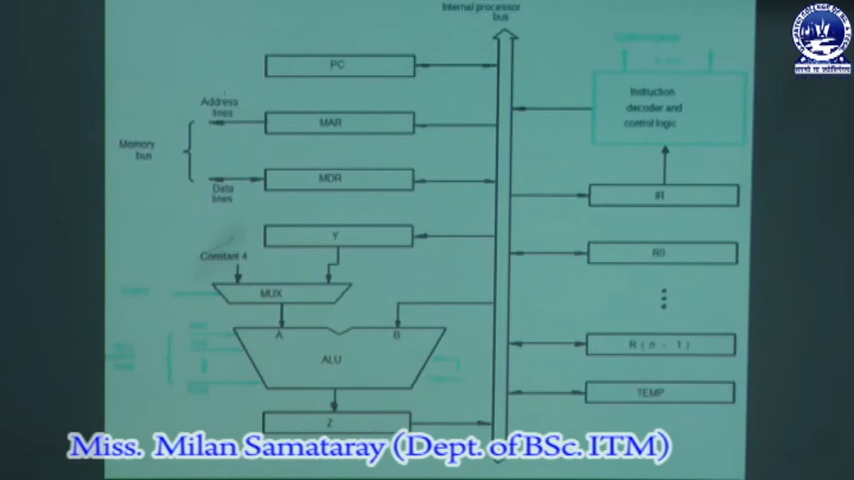 Internal processor
bus
PC
Address
lines
MAR
Memory
bus
MDR
Data
lines
Y
Constant 4
MUX
A
B
ALU
Z
Instruction
decoder and
control logic
IR
R0
R ( n - 1 )
TEMP
Miss. Milan Samataray (Dept. of BSc. ITM)